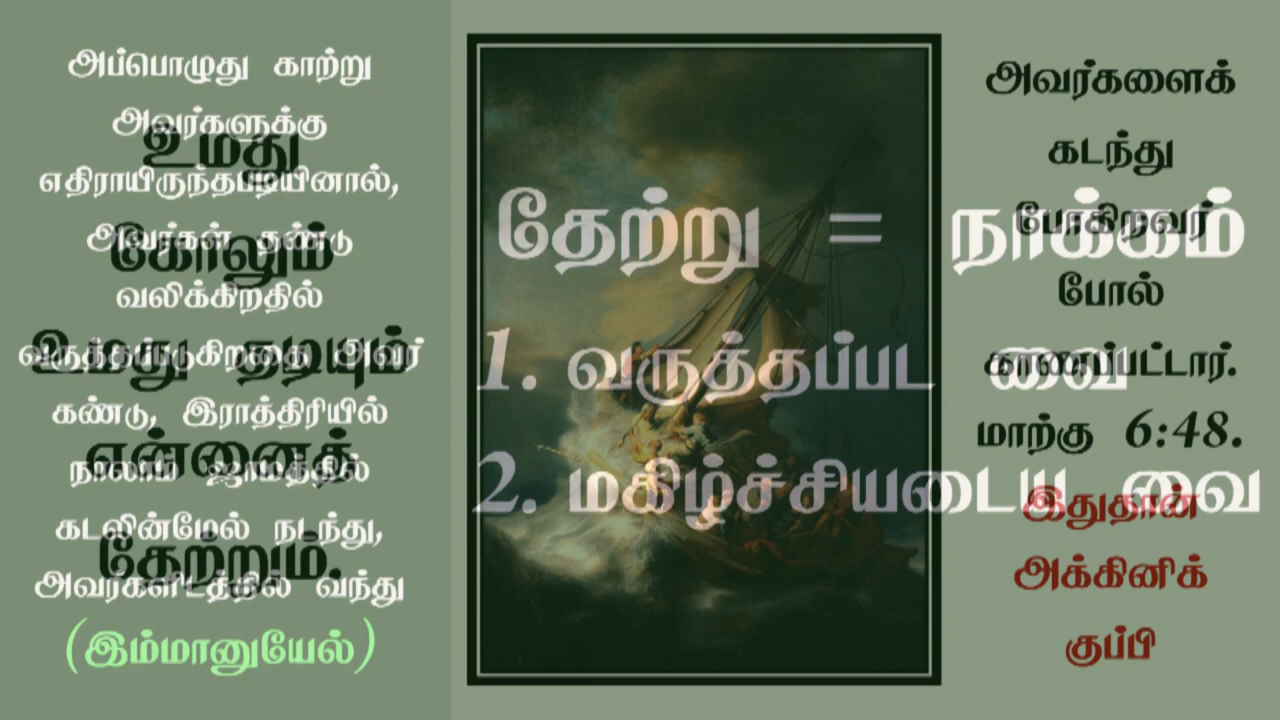 அப்பொழுது காற்று
அவர்களுக்கு
எதிராயிருந்தபடியினால்,
அவர்கள் தண்டு
வலிக்கிறதில்
வருத்தப்படுகிறதை அவர்
கண்டு, இராத்திரியில்
நாலாம் ஜாமத்தில்
கடலின்மேல் நடந்து,
அவர்களிடத்தில் வந்து
(இம்மானுயேல்)
உமது
கோலும்
உமது தடியும்
என்னைத்
தேற்றும்.
தேற்று = நாக்கம்
1. வருத்தப்பட வை
2. மகிழ்ச்சியடைய வை
அவர்களைக்
கடந்து
போகிறவர்
போல்
காணப்பட்டார்.
மாற்கு 6:48.
இதுதான்
அக்கினிக்
குப்பி